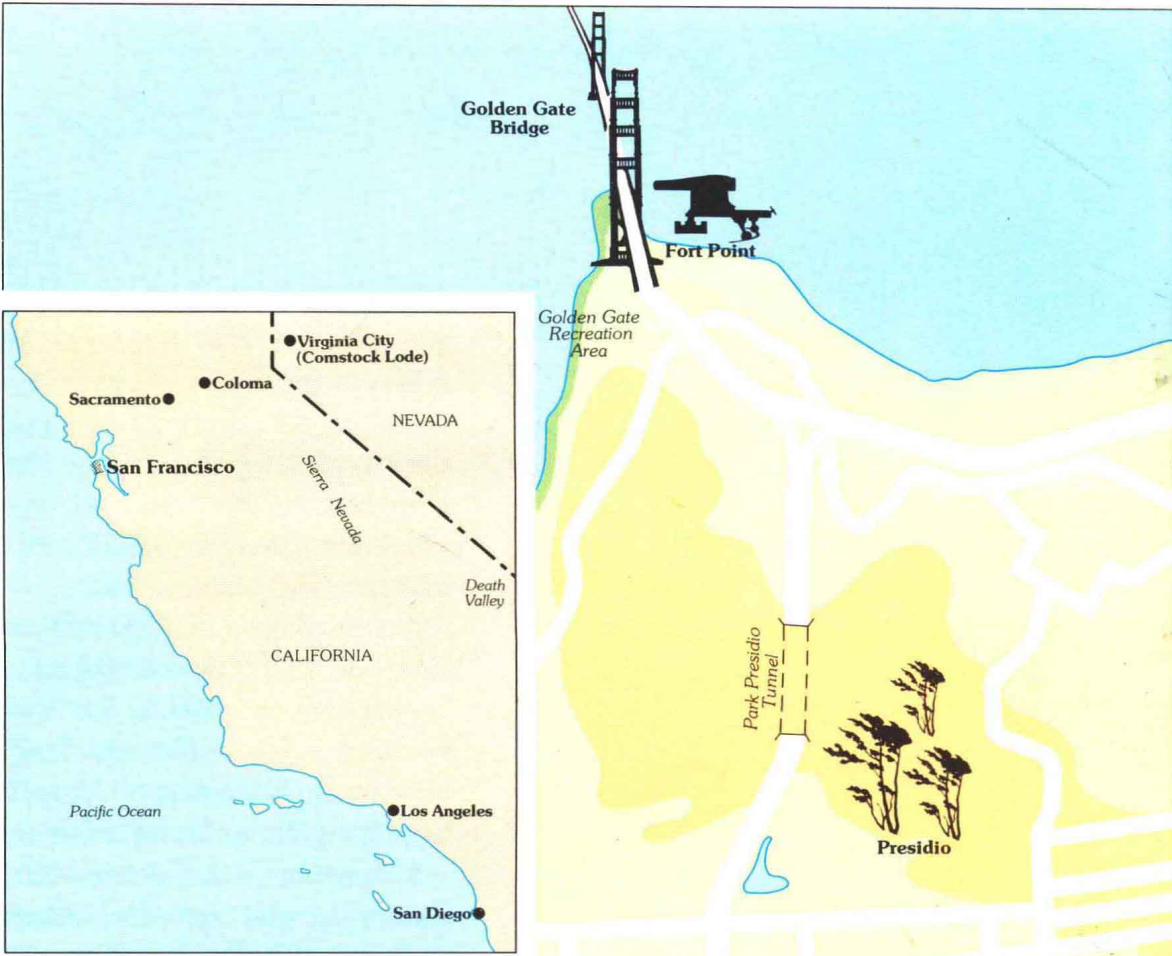 Golden Gate
Bridge
Fort Point
Golden Gate
Recreation
Area
Park Presidio
Tunnel
Presidio
Virginia City
(Comstock Lode)
Coloma
Sacramento
NEVADA
San Francisco
Sierra Nevada
Death
Valley
CALIFORNIA
Pacific Ocean
Los Angeles
San Diego